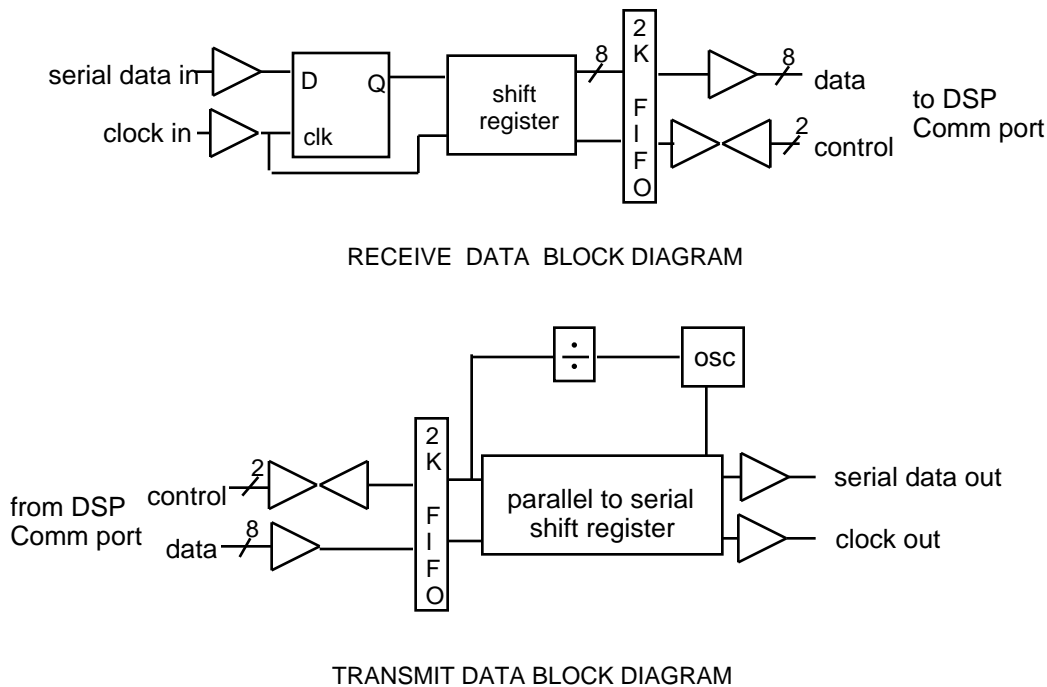 serial data in
clock in
D
Q
clk
shift
register
8
2
K
F
I
F
O
8
data
2
control
to DSP
Comm port
RECEIVE DATA BLOCK DIAGRAM
÷
osc
from DSP
Comm port
control
2
data
8
2
K
F
I
F
O
parallel to serial
shift register
serial data out
clock out
TRANSMIT DATA BLOCK DIAGRAM